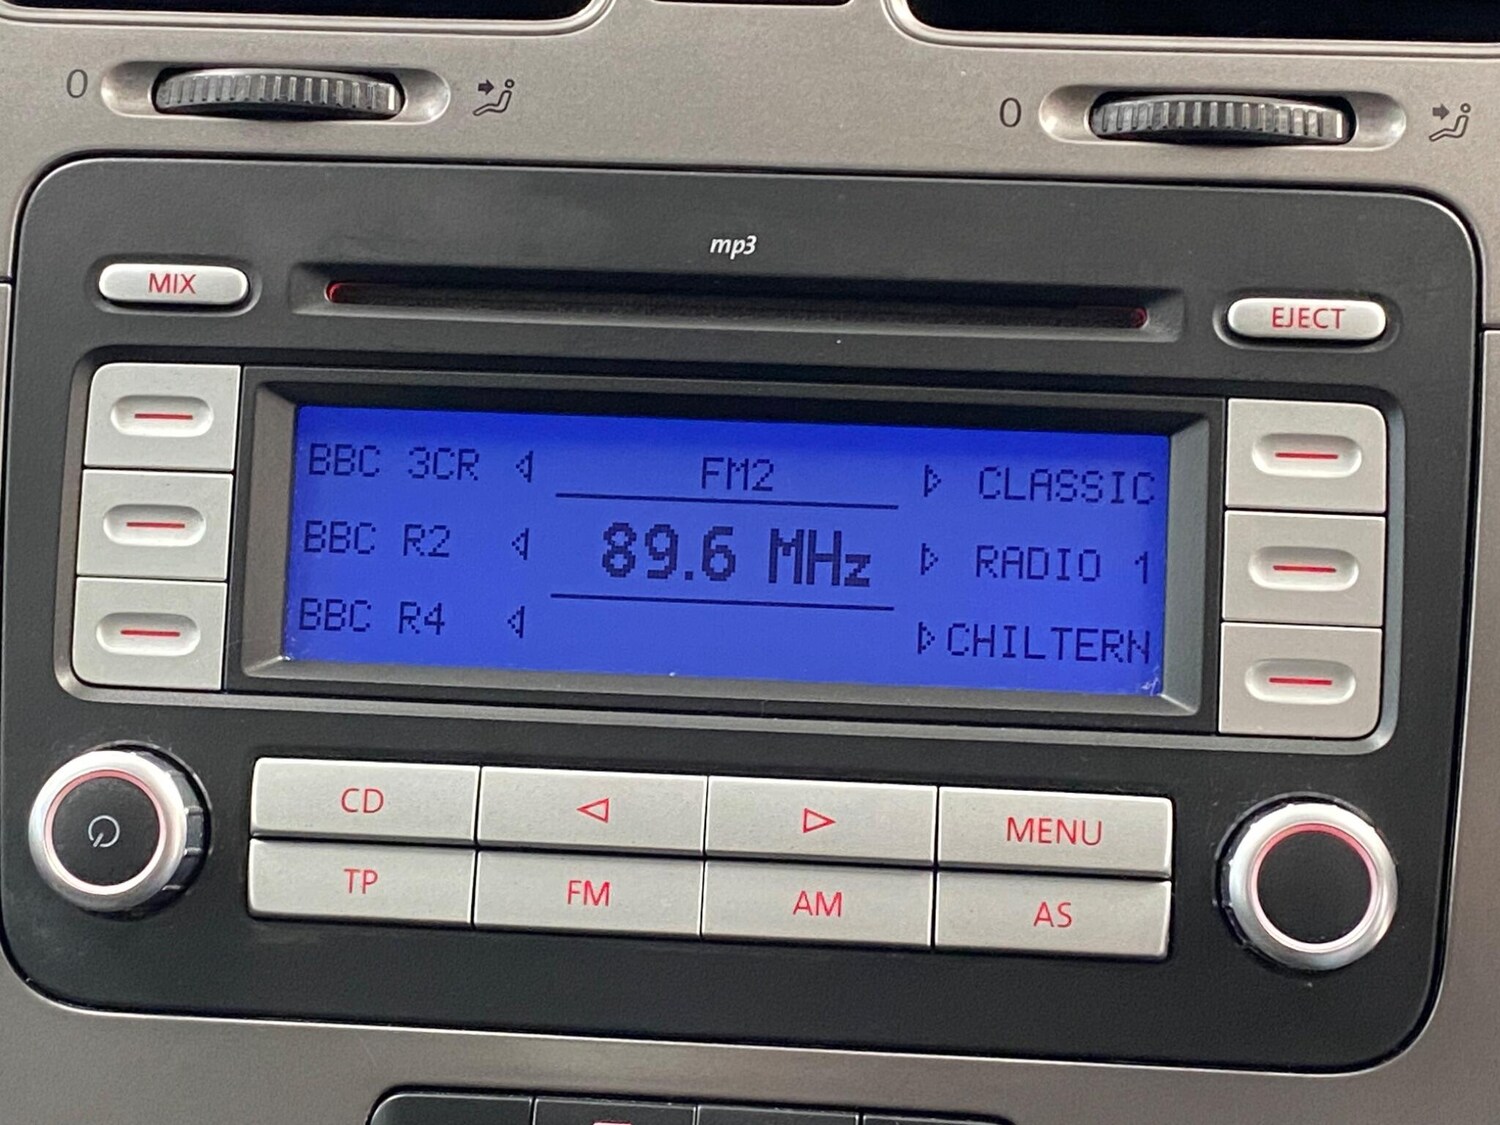 0
0
mp3
MIX
EJECT
BBC 3CR
FM2
CLASSIC
BBC R2
89.6 MHz
RADIO 1
BBC R4
CHILTERN
CD
MENU
TP
FM
AM
AS